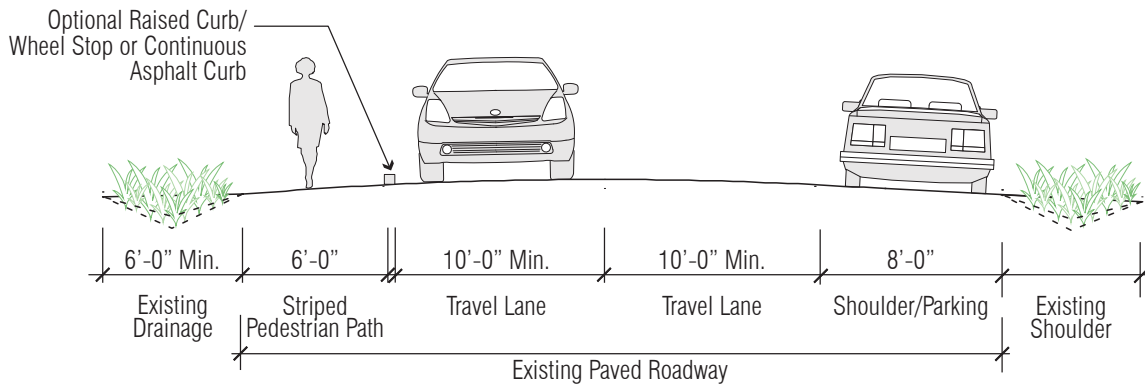 Optional Raised Curb/
Wheel Stop or Continuous
Asphalt Curb
6’-0” Min.
6’-0”
10’-0” Min.
10’-0” Min.
8’-0”
Existing
Drainage
Striped
Pedestrian Path
Travel Lane
Travel Lane
Shoulder/Parking
Existing
Shoulder
Existing Paved Roadway